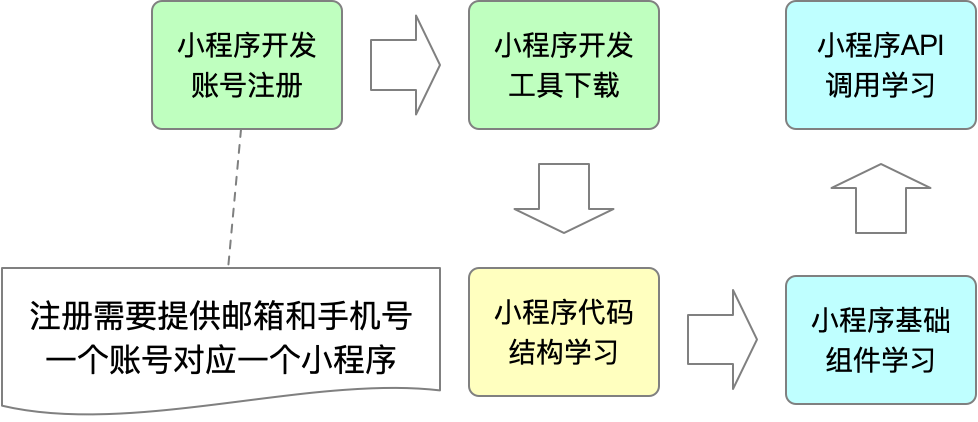 小程序开发
账号注册
小程序开发
工具下载
小程序API
调用学习
注册需要提供邮箱和手机号
一个账号对应一个小程序
小程序代码
结构学习
小程序基础
组件学习